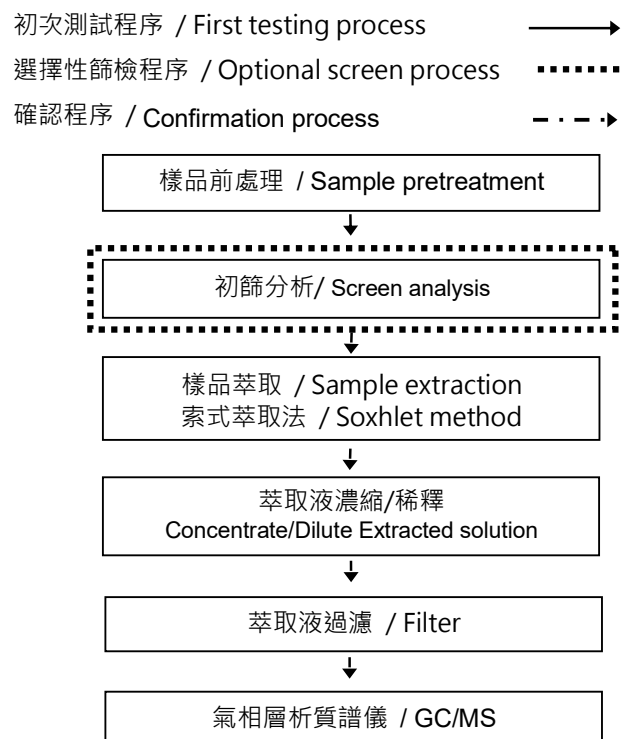 初次測試程序 / First testing process
選擇性篩檢程序 / Optional screen process
確認程序 / Confirmation process
樣品前處理 / Sample pretreatment
初篩分析/ Screen analysis
樣品萃取 / Sample extraction
索式萃取法 / Soxhlet method
萃取液濃縮/稀釋
Concentrate/Dilute Extracted solution
萃取液過濾 / Filter
氣相層析質譜儀 / GC/MS